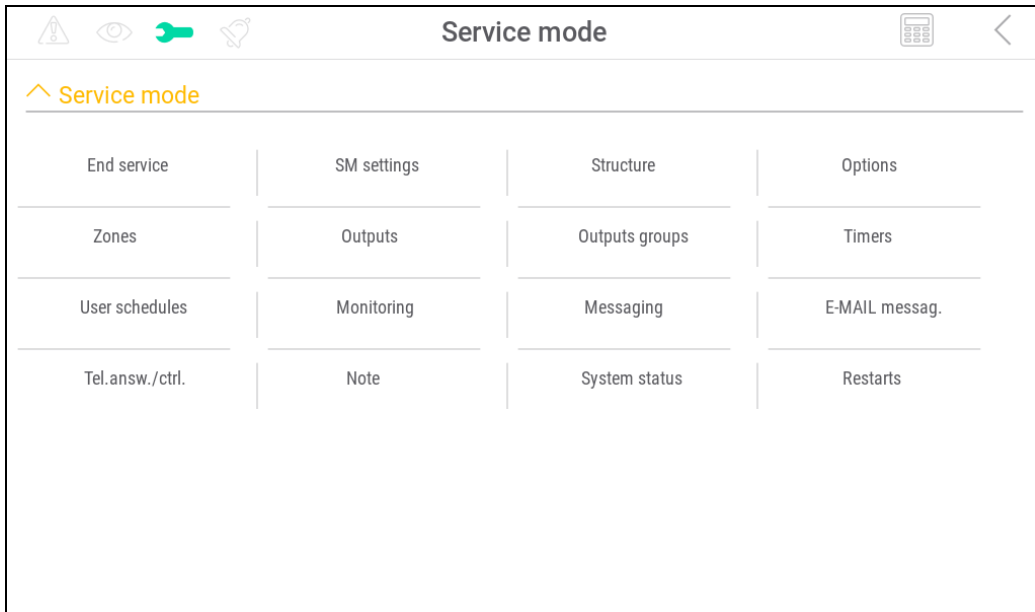 Service mode
Service mode
End service
SM settings
Structure
Options
Zones
Outputs
Outputs groups
Timers
User schedules
Monitoring
Messaging
E-MAIL messag.
Tel.answ./ctrl.
Note
System status
Restarts